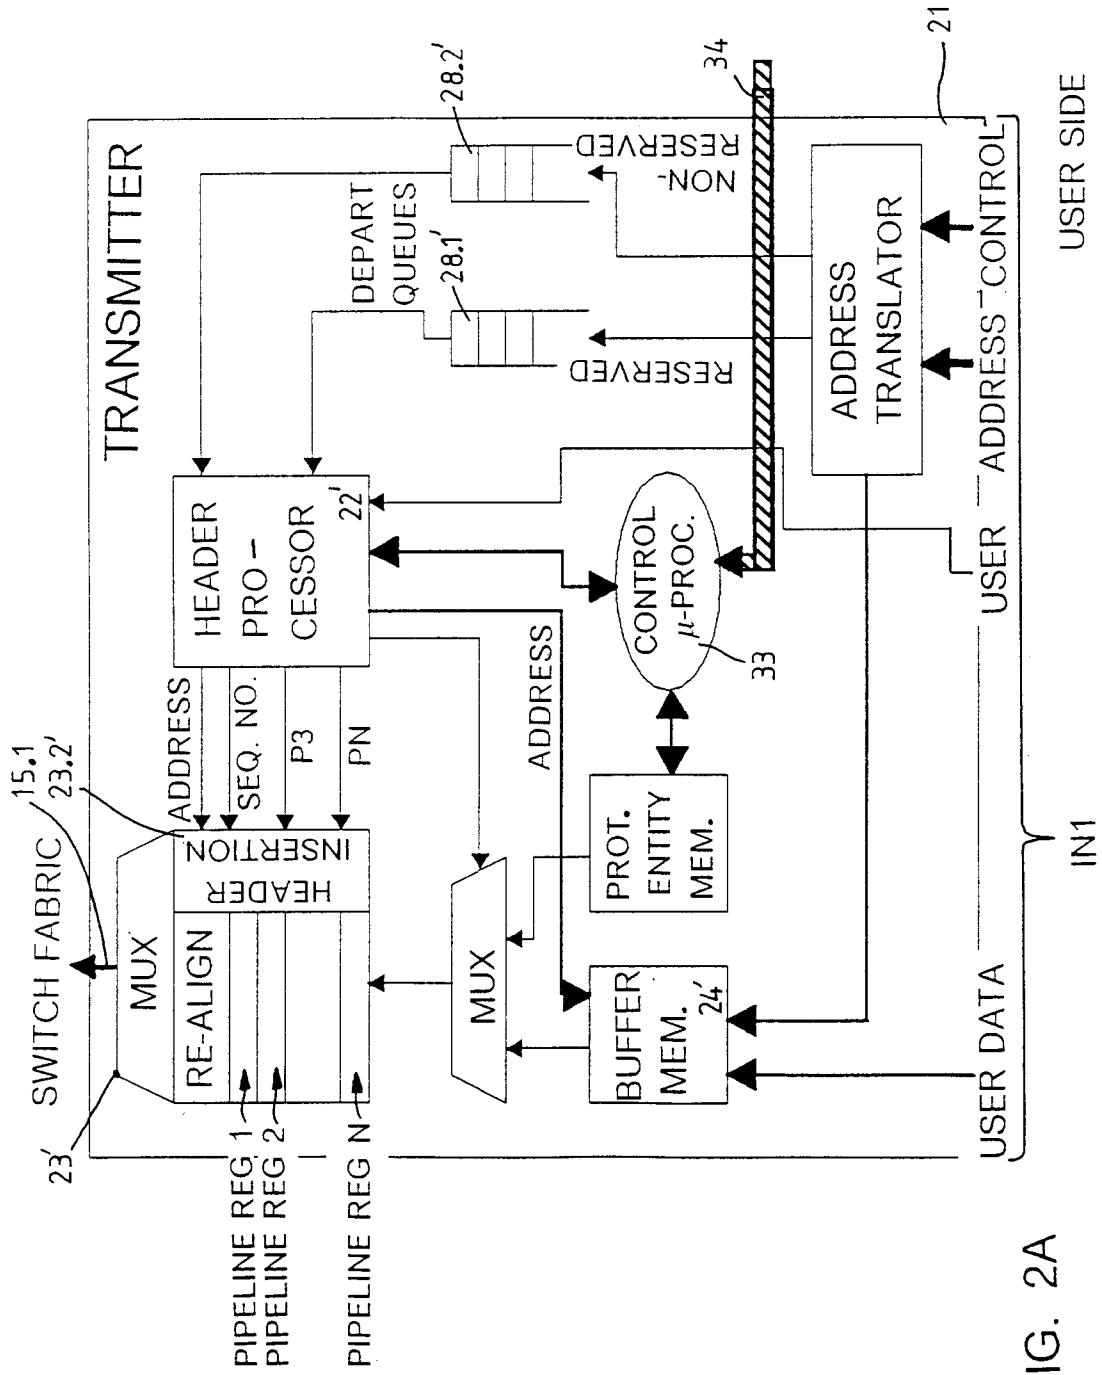 TRANSMITTER
SWITCH FABRIC
15.1
23.2'
23'
MUX
RE-ALIGN
HEADER
INSERTION
PIPELINE REG 1
PIPELINE REG 2
PIPELINE REG N
ADDRESS
SEQ. NO.
P3
PN
HEADER
PRO-
CESSOR
22'
DEPART
QUEUES
28.1'
28.2'
RESERVED
NON-
RESERVED
34
MUX
ADDRESS
CONTROL
μ-PROC.
33
BUFFER
MEM.
24'
PROT.
ENTITY
MEM.
ADDRESS
TRANSLATOR
21
USER DATA
USER
ADDRESS
CONTROL
IN1
USER SIDE
IG. 2A